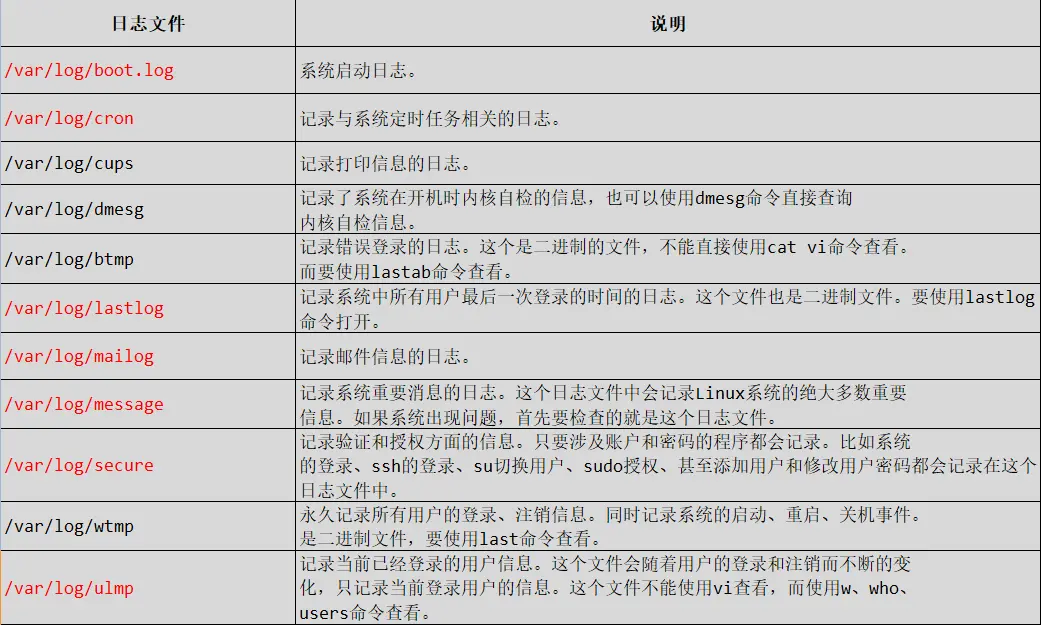 日志文件 说明
/var/log/boot.log 系统启动日志。
/var/log/cron 记录与系统定时任务相关的日志。
/var/log/cups 记录打印信息的日志。
/var/log/dmesg 记录了系统在开机时内核自检的信息，也可以使用dmesg命令直接查询
内核自检信息。
/var/log/btmp 记录错误登录的日志。这个是二进制的文件，不能直接使用cat vi命令查看。
而要使用lastab命令查看。
/var/log/lastlog 记录系统中所有用户最后一次登录的时间的日志。这个文件也是二进制文件。要使用lastlog
命令打开。
/var/log/mailog 记录邮件信息的日志。
/var/log/message 记录系统重要消息的日志。这个日志文件中会记录Linux系统的绝大多数重要
信息。如果系统出现问题，首先要检查的就是这个日志文件。
/var/log/secure 记录验证和授权方面的信息。只要涉及账户和密码的程序都会记录。比如系统
的登录、ssh的登录、su切换用户、sudo授权、甚至添加用户和修改用户密码都会记录在这个
日志文件中。
/var/log/wtmp 永久记录所有用户的登录、注销信息。同时记录系统的启动、重启、关机事件。
是二进制文件，要使用last命令查看。
/var/log/ulmp 记录当前已经登录的用户信息。这个文件会随着用户的登录和注销而不断的变
化，只记录当前登录用户的信息。这个文件不能使用vi查看，而使用w、who、
users命令查看。